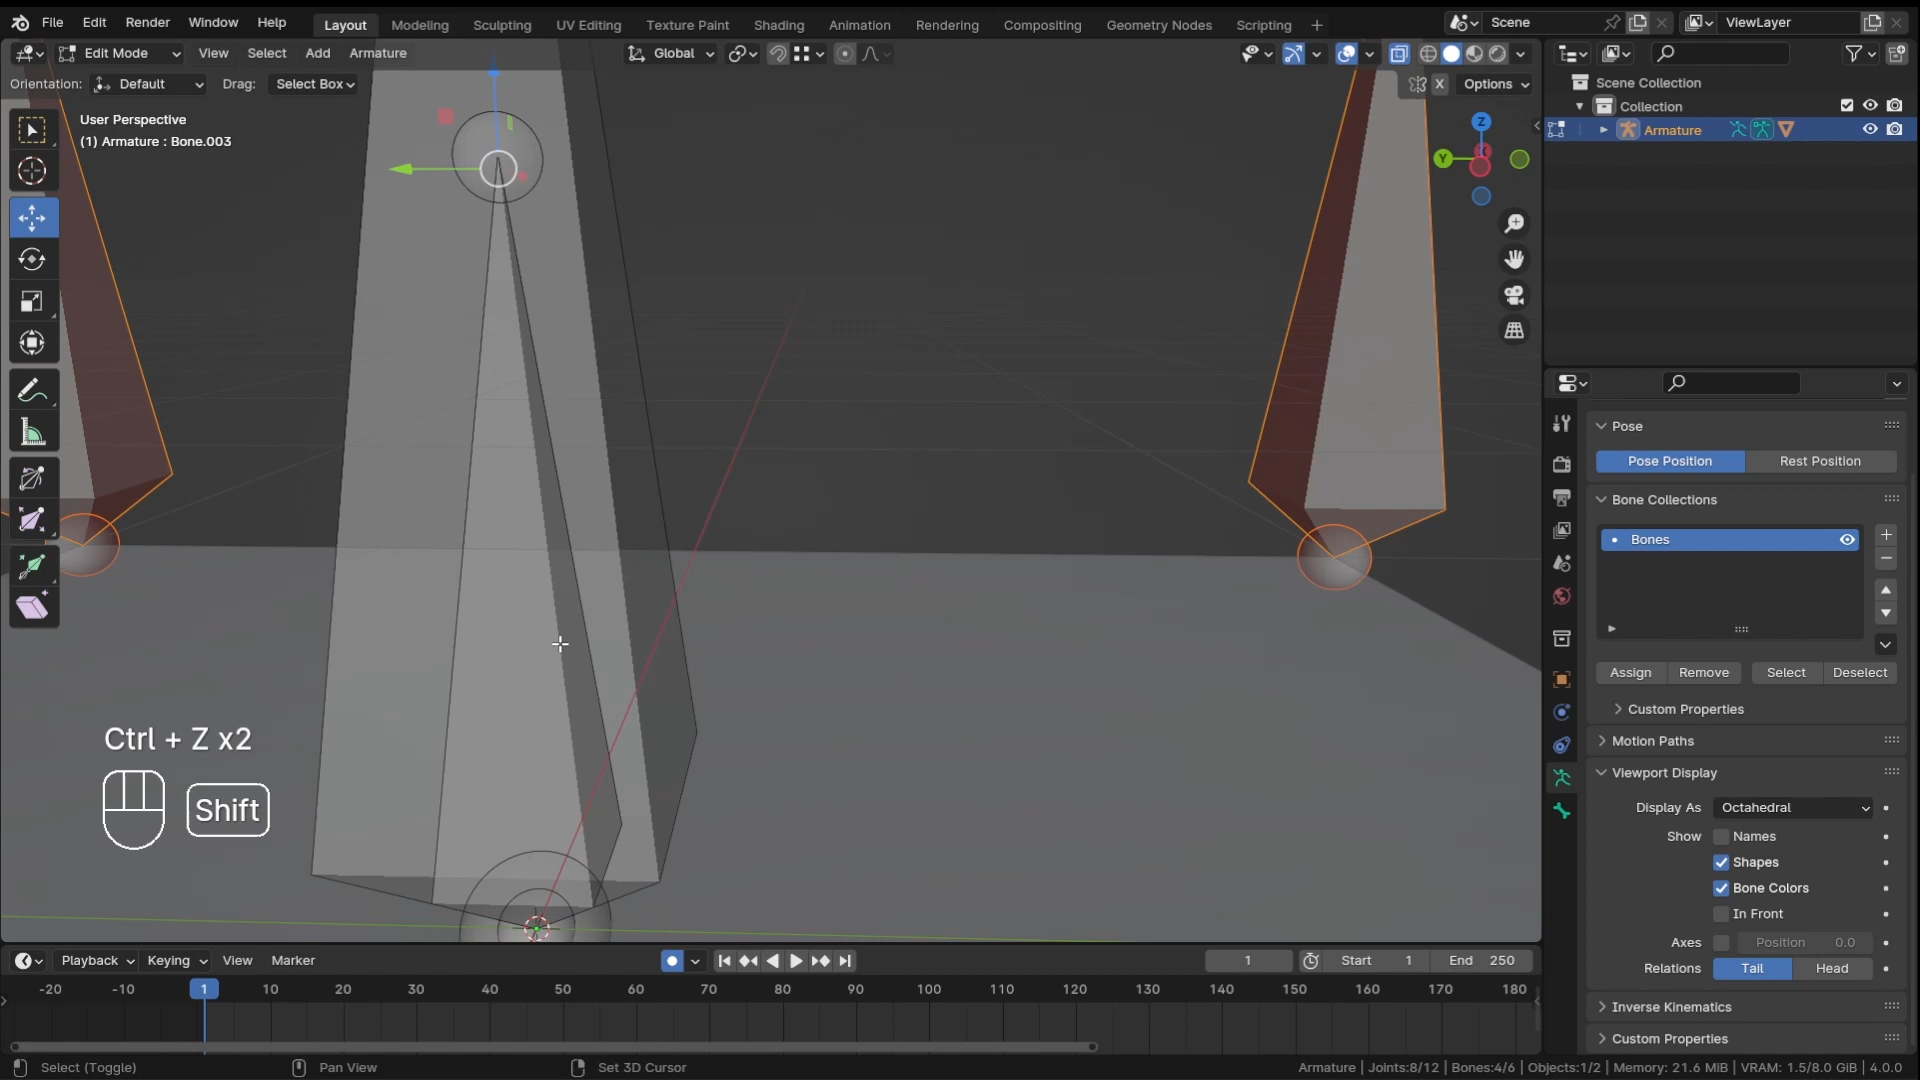 File Edit Render Window Help Layout Modeling Sculpting UV Editing Texture Paint Shading Animation Rendering Compositing Geometry Nodes Scripting + Scene ViewLayer
Edit Mode View Select Add Armature Global
Orientation: Default Drag: Select Box X Options
User Perspective
(1) Armature : Bone.003
Z
Y
Scene Collection
Collection
Armature
Pose
Pose Position Rest Position
Bone Collections
Bones
Assign Remove Select Deselect
Custom Properties
Motion Paths
Viewport Display
Display As Octahedral
Show Names
Shapes
Bone Colors
In Front
Axes Position 0.0
Relations Tail Head
Inverse Kinematics
Custom Properties
Ctrl + Z x2
Shift
Playback Keying View Marker 1 Start 1 End 250
-20 -10 1 10 20 30 40 50 60 70 80 90 100 110 120 130 140 150 160 170 180
Select (Toggle) Pan View Set 3D Cursor Armature | Joints:8/12 | Bones:4/6 | Objects:1/2 | Memory: 21.6 MiB | VRAM: 1.5/8.0 GiB | 4.0.0